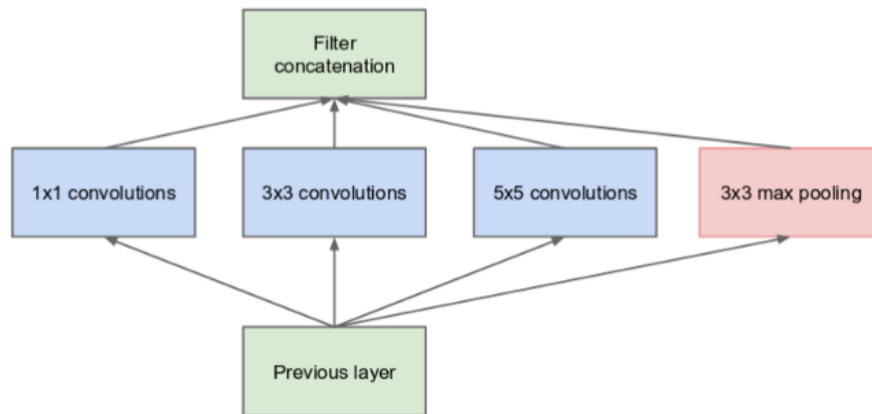 Filter
concatenation
1x1 convolutions
3x3 convolutions
5x5 convolutions
3x3 max pooling
Previous layer